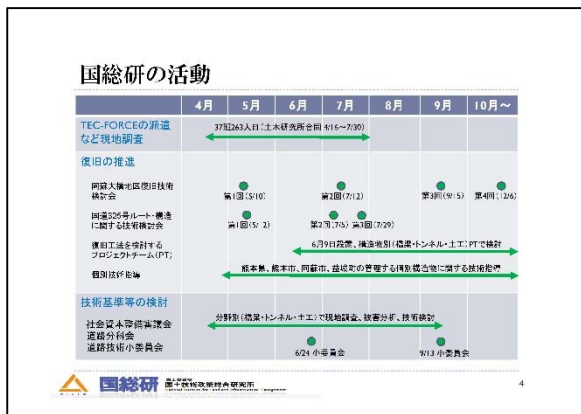 国総研の活動
4月 5月 6月 7月 8月 9月 10月～
TEC-FORCEの派遣
など現地調査
37班263人日(土木研究所合同 4/16～7/30)
復旧の推進
阿蘇大橋地区復旧技術
検討会
第1回(5/10) 第2回(7/12) 第3回(9/15) 第4回(12/6)
国道325号ルート・構造
に関する技術検討会
第1回(5/ 2) 第2回(7/5) 第3回(7/29)
復旧工法を検討する
プロジェクトチーム(PT)
6月9日設置、構造物別(橋梁・トンネル・土工)PTで検討
個別技術指導
熊本県、熊本市、阿蘇市、益城町の管理する個別構造物に関する技術指導
技術基準等の検討
分野別(橋梁・トンネル・土工)で現地調査、被害分析、技術検討
社会資本整備審議会
道路分科会
道路技術小委員会
6/24 小委員会 9/13 小委員会
国総研 国土技術政策総合研究所
4